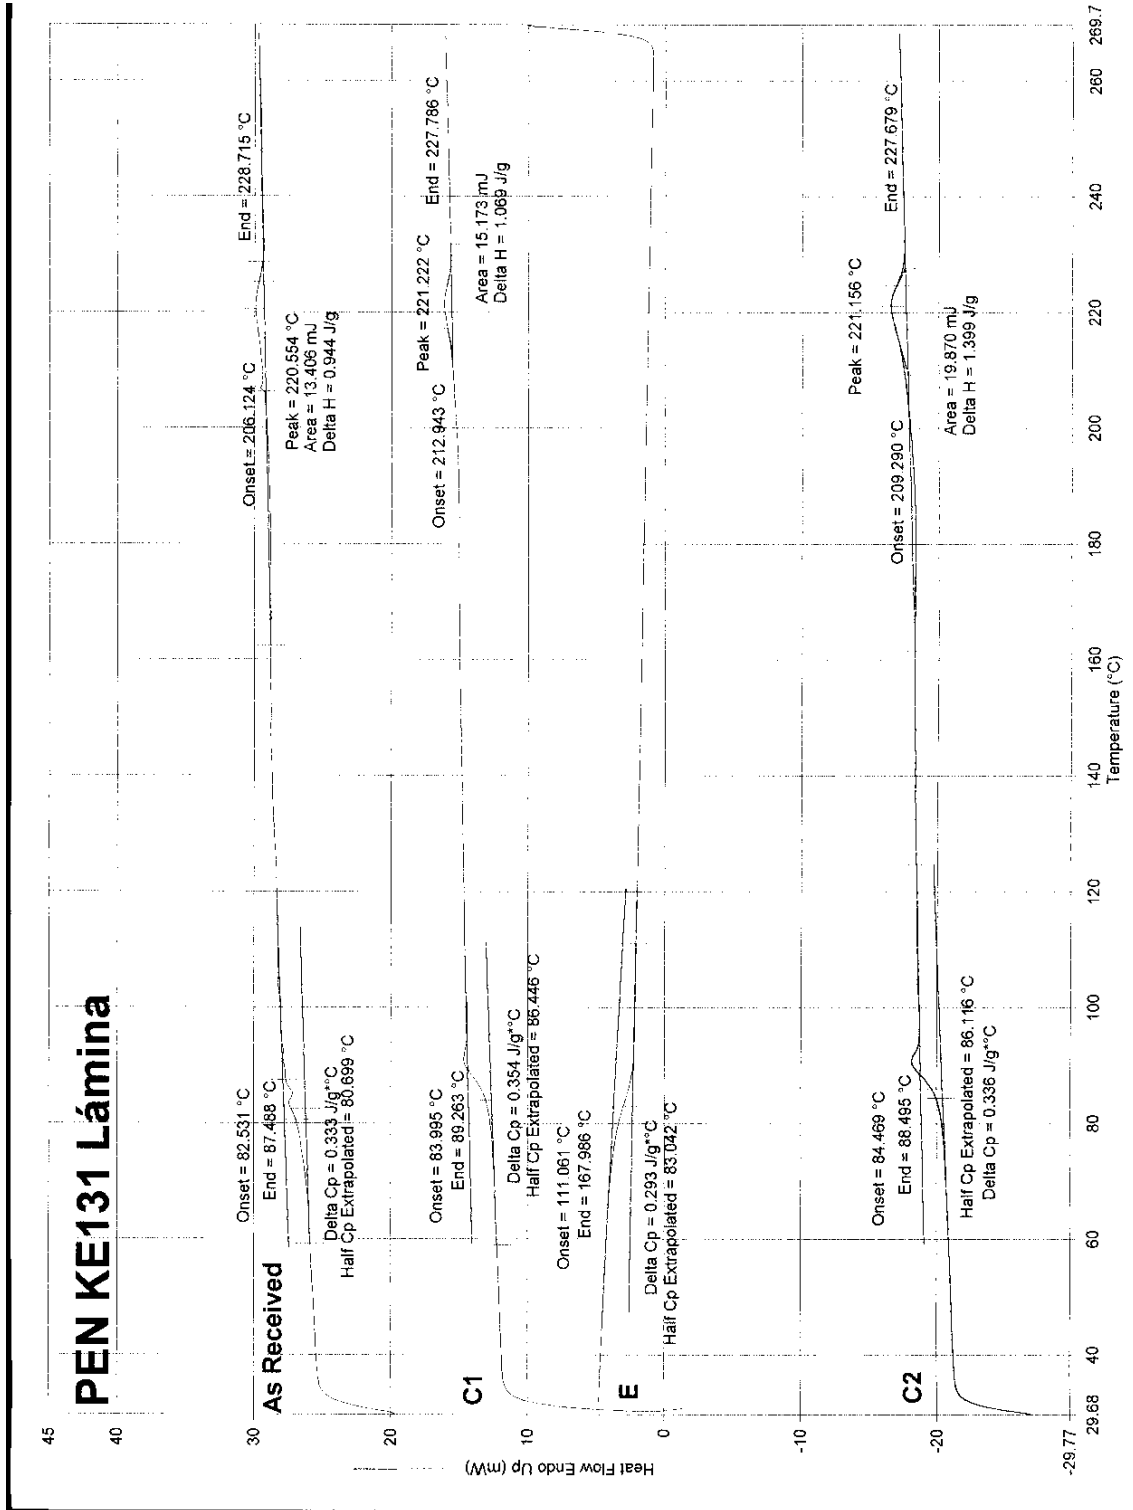 PEN KE131 Lámina
45
40
30
20
10
0
-10
-20
-29.77
Heat Flow Endo Up (mW)
As Received
Onset = 82.531 °C
End = 87.488 °C
Delta Cp = 0.333 J/g*°C
Half Cp Extrapolated = 80.699 °C
Onset = 206.124 °C
Peak = 220.554 °C
Area = 13.406 mJ
Delta H = 0.944 J/g
End = 228.715 °C
C1
Onset = 83.995 °C
End = 89.263 °C
Delta Cp = 0.354 J/g*°C
Half Cp Extrapolated = 86.446 °C
Onset = 212.943 °C
Peak = 221.222 °C
Area = 15.173 mJ
Delta H = 1.069 J/g
End = 227.786 °C
E
Onset = 111.061 °C
End = 167.986 °C
Delta Cp = 0.293 J/g*°C
Half Cp Extrapolated = 83.042 °C
C2
Onset = 84.469 °C
End = 88.495 °C
Half Cp Extrapolated = 86.116 °C
Delta Cp = 0.336 J/g*°C
Onset = 209.290 °C
Peak = 221.156 °C
Area = 19.870 mJ
Delta H = 1.399 J/g
End = 227.679 °C
29.68
40
60
80
100
120
140
160
180
200
220
240
260
269.7
Temperature (°C)